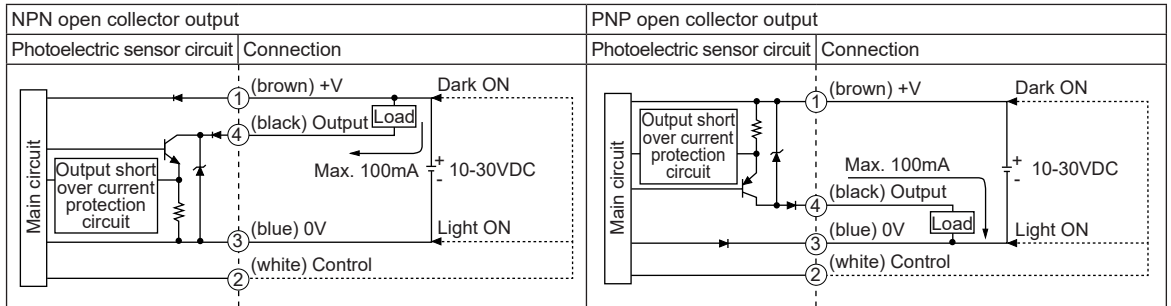 NPN open collector output
Photoelectric sensor circuit
Connection
(brown) +V
Dark ON
1
Load
4
(black) Output
Main circuit
Output short
over current
protection
circuit
Max. 100mA
+
-
10-30VDC
(blue) 0V
Light ON
3
(white) Control
2
PNP open collector output
Photoelectric sensor circuit
Connection
(brown) +V
Dark ON
1
Main circuit
Output short
over current
protection
circuit
Max. 100mA
+
-
10-30VDC
(black) Output
4
Load
(blue) 0V
Light ON
3
(white) Control
2